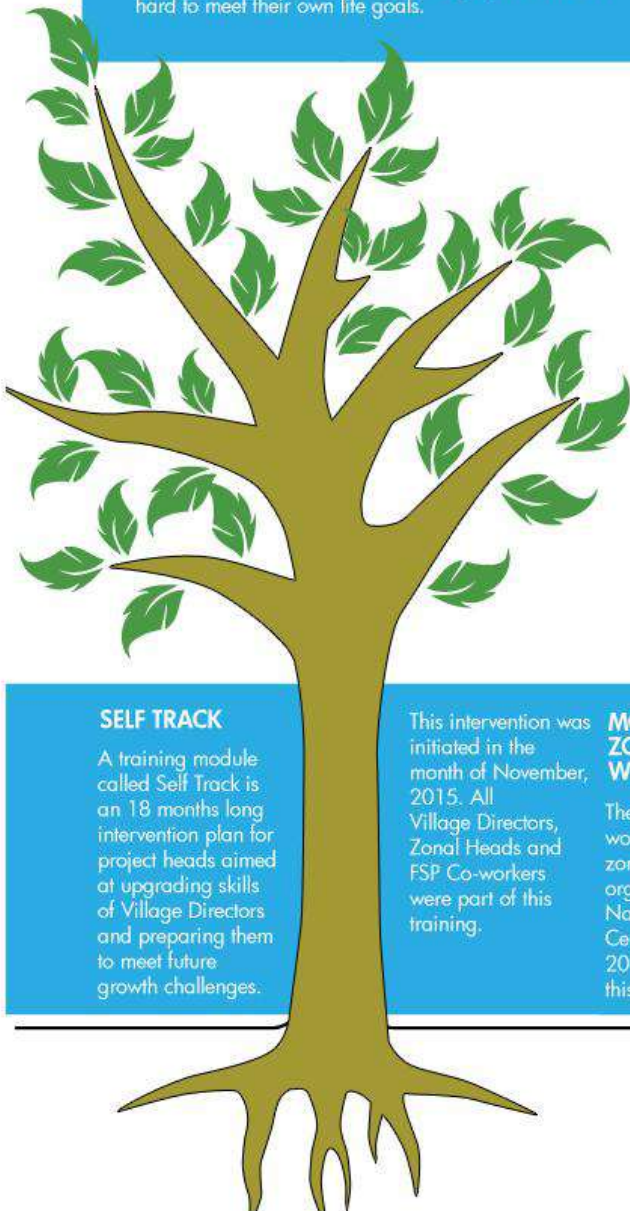 hard to meet their own life goals.
SELF TRACK
A training module
called Self Track is
an 18 months long
intervention plan for
project heads aimed
at upgrading skills
of Village Directors
and preparing them
to meet future
growth challenges.
This intervention was
initiated in the
month of November,
2015. All
Village Directors,
Zonal Heads and
FSP Co-workers
were part of this
training.
The
this